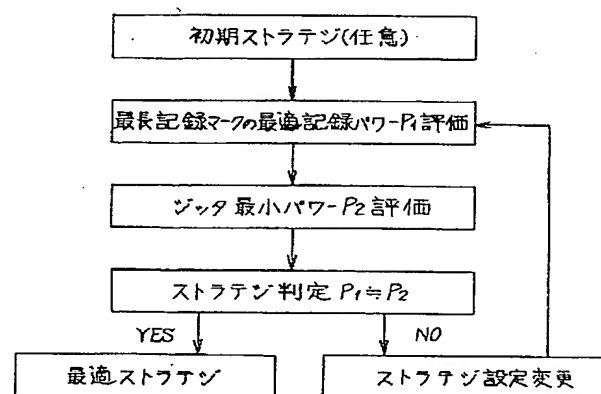 初期ストラテジ(任意)
最長記録マークの最適記録パワーP1評価
ジッタ最小パワーP2評価
ストラテジ判定 P1≒P2
YES
NO
最適ストラテジ
ストラテジ設定変更